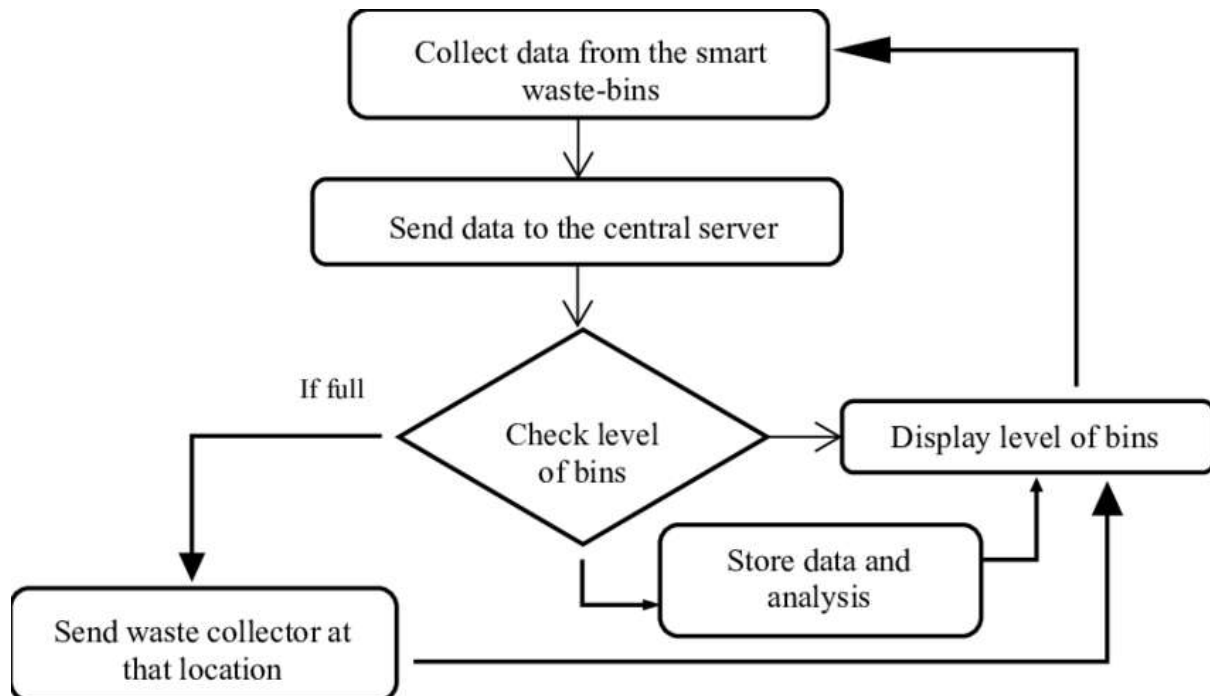 Collect data from the smart
waste-bins
Send data to the central server
If full
Check level
of bins
Display level of bins
Store data and
analysis
Send waste collector at
that location